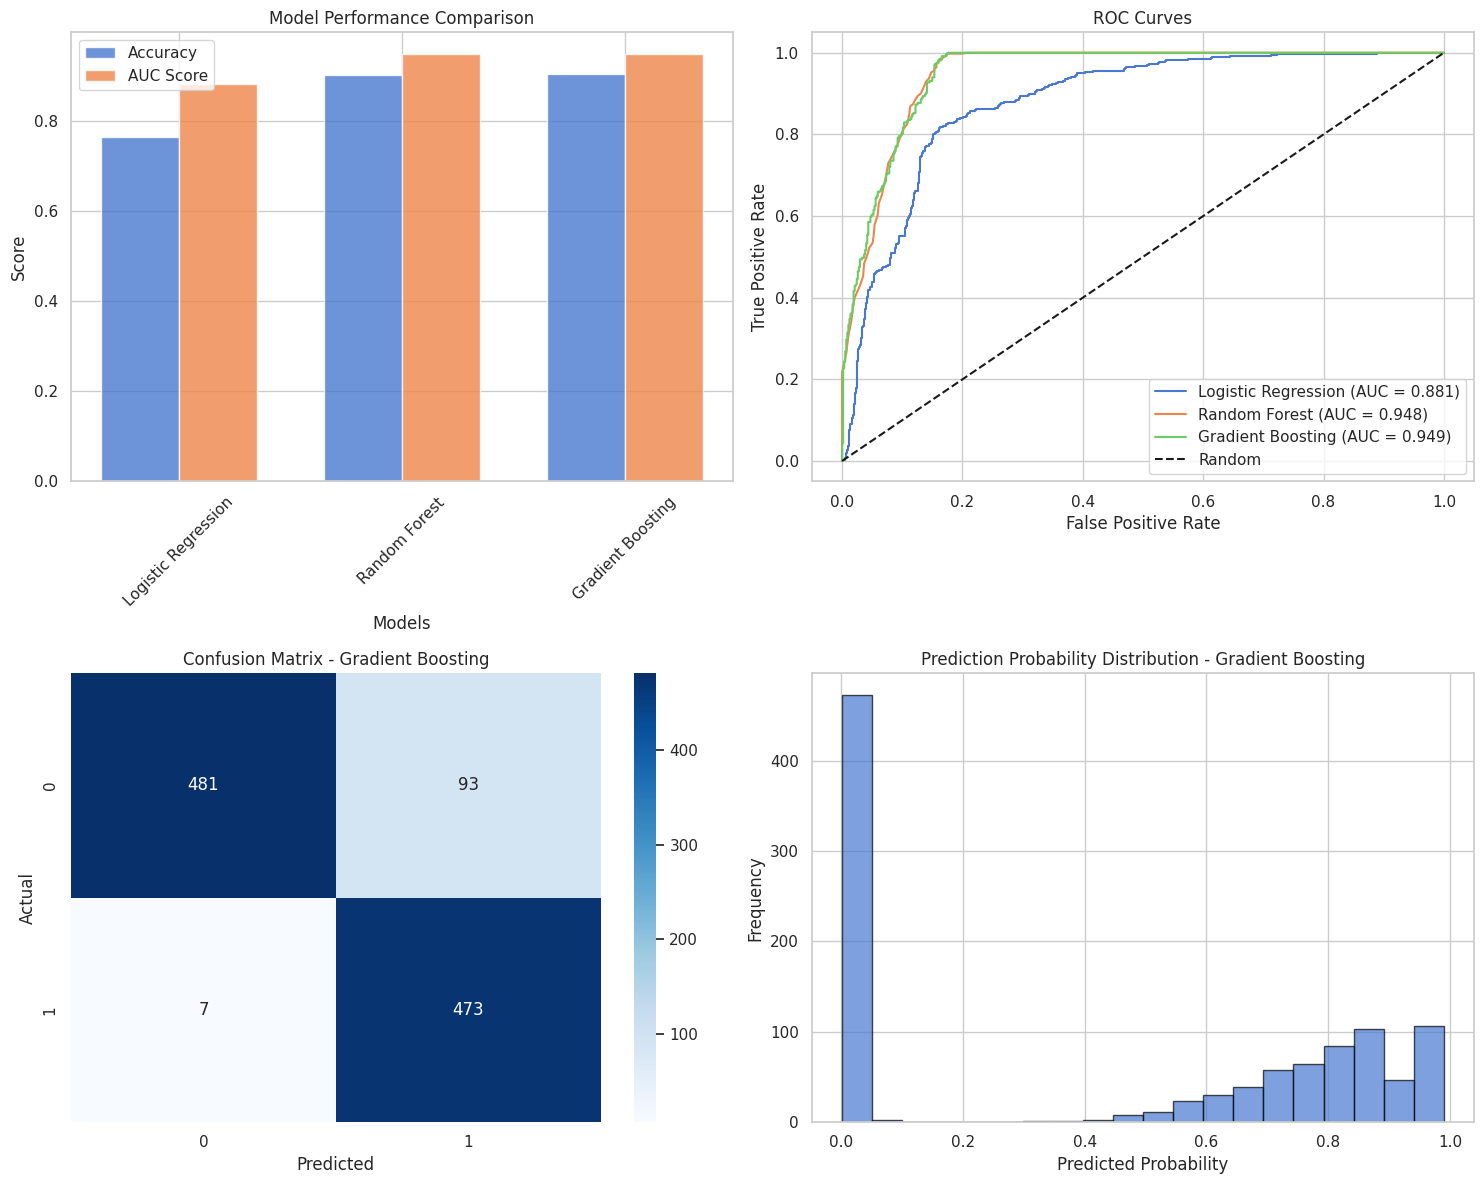 Model Performance Comparison
Accuracy
AUC Score
Score
0.8
0.6
0.4
0.2
0.0
Logistic Regression
Random Forest
Gradient Boosting
Models
ROC Curves
True Positive Rate
1.0
0.8
0.6
0.4
0.2
0.0
Logistic Regression (AUC = 0.881)
Random Forest (AUC = 0.948)
Gradient Boosting (AUC = 0.949)
Random
0.0 0.2 0.4 0.6 0.8 1.0
False Positive Rate
Confusion Matrix - Gradient Boosting
Actual
0
481 93
1
7 473
0 1
Predicted
400
300
200
100
Prediction Probability Distribution - Gradient Boosting
Frequency
400
300
200
100
0
0.0 0.2 0.4 0.6 0.8 1.0
Predicted Probability